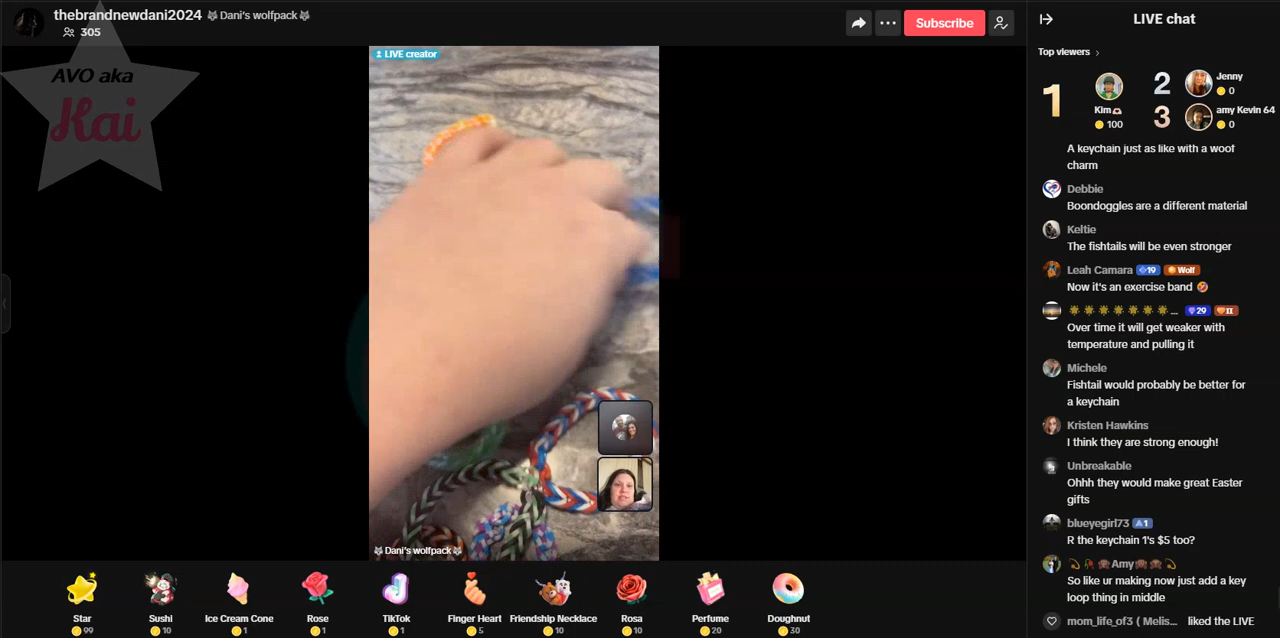 thebrandnewdani2024 🐺Dani's wolfpack🐺
305
Subscribe
AVO aka
Kai
LIVE creator
🐺Dani's wolfpack🐺
Star
99
Sushi
10
Ice Cream Cone
1
Rose
1
TikTok
1
Finger Heart
5
Friendship Necklace
10
Rosa
10
Perfume
20
Doughnut
30
LIVE chat
Top viewers >
1
Kim
100
2
Jenny
0
3
amy Kevin 64
0
A keychain just as like with a woof
charm
Debbie
Boondoggles are a different material
Keltie
The fishtails will be even stronger
Leah Camara 19 Wolf
Now it's an exercise band 🤣
... 29 II
Over time it will get weaker with
temperature and pulling it
Michele
Fishtail would probably be better for
a keychain
Kristen Hawkins
I think they are strong enough!
Unbreakable
Ohhh they would make great Easter
gifts
blueyegirl73 1
R the keychain 1's $5 too?
💫🥀🙈Amy🙈🙈💫
So like ur making now just add a key
loop thing in middle
mom_life_of3 ( Melis... liked the LIVE